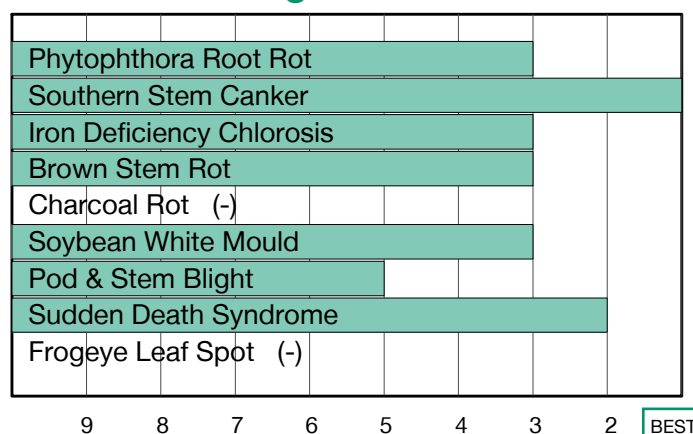 Phytophthora Root Rot
Southern Stem Canker
Iron Deficiency Chlorosis
Brown Stem Rot
Charcoal Rot (-)
Soybean White Mould
Pod & Stem Blight
Sudden Death Syndrome
Frogeye Leaf Spot (-)
9 8 7 6 5 4 3 2 BEST